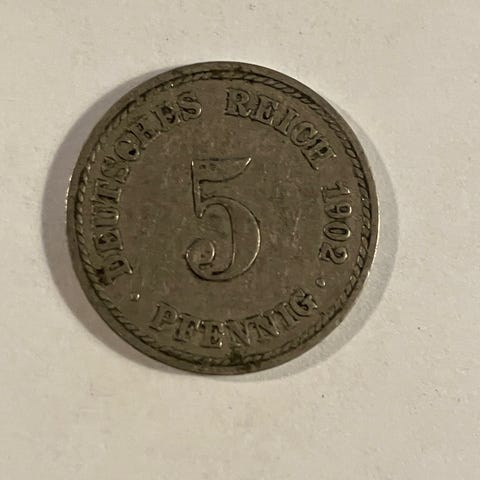 DEUTSCHES REICH 1902
5
· PFENNIG ·